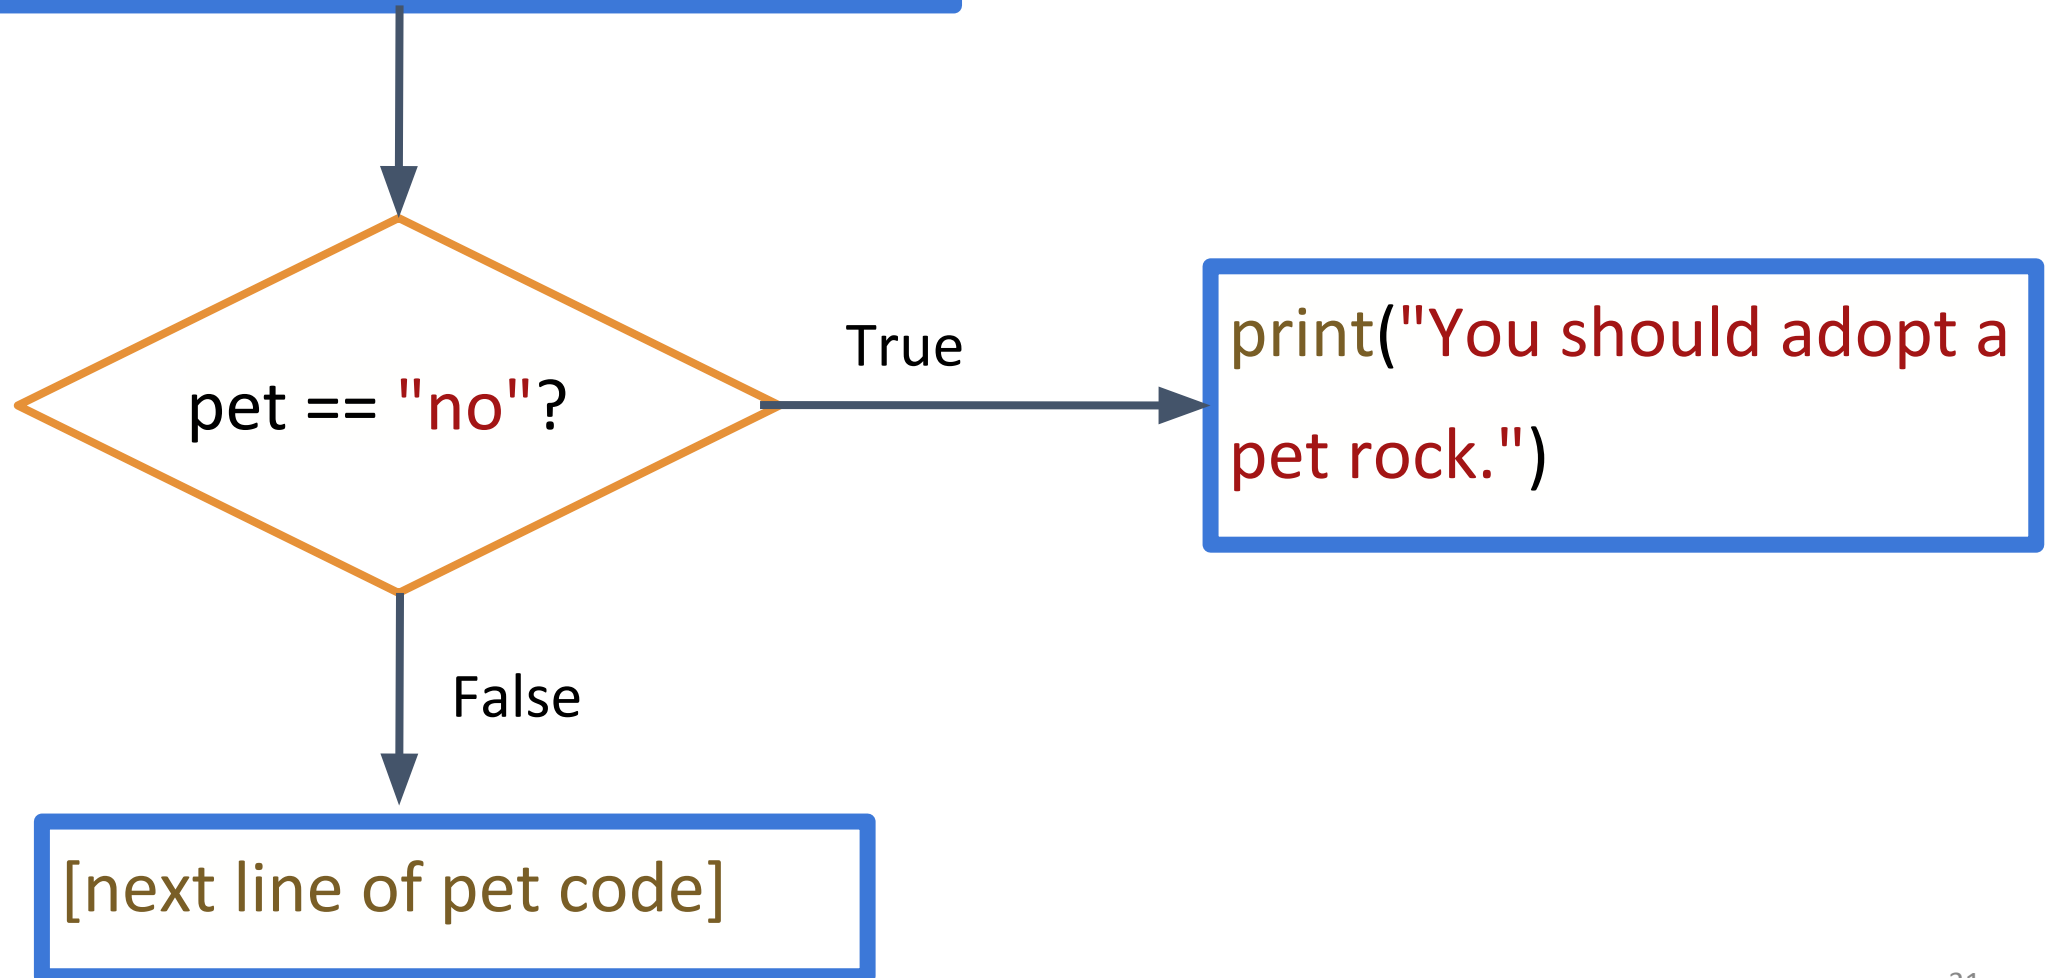 True
print("You should adopt a
pet rock.")
pet == "no"?
False
[next line of pet code]